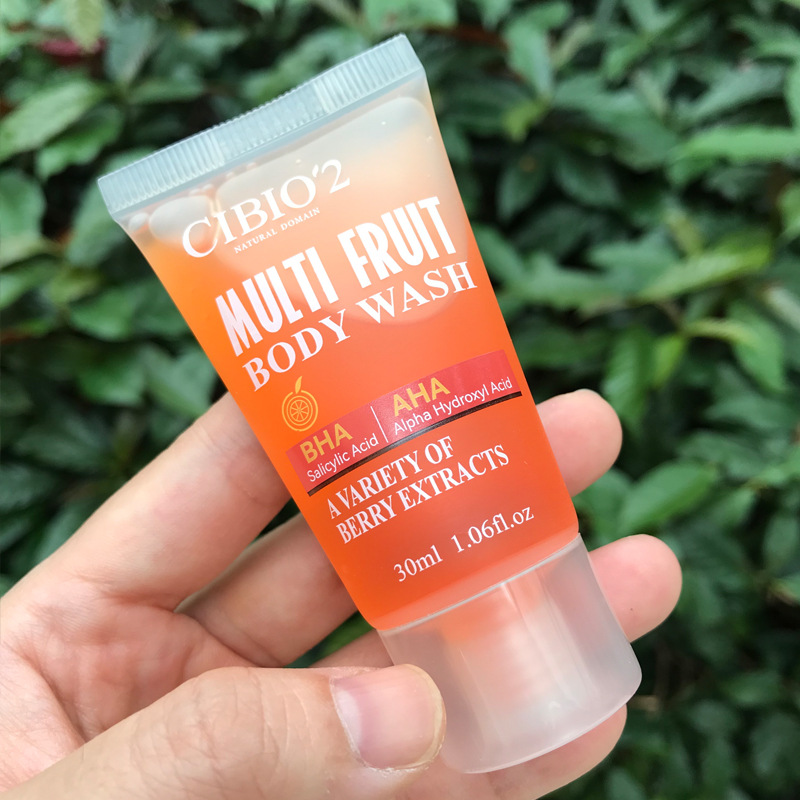 CIBIO'2
NATURAL DOMAIN
MULTI FRUIT
BODY WASH
BHA
Salicylic Acid
AHA
Alpha Hydroxyl Acid
A VARIETY OF
BERRY EXTRACTS
30ml 1.06fl.oz